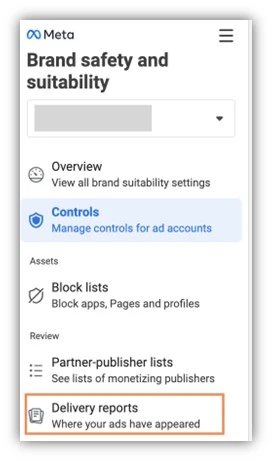 Meta
Brand safety and
suitability
Overview
View all brand suitability settings
Controls
Manage controls for ad accounts
Assets
Block lists
Block apps, Pages and profiles
Review
Partner-publisher lists
See lists of monetizing publishers
Delivery reports
Where your ads have appeared